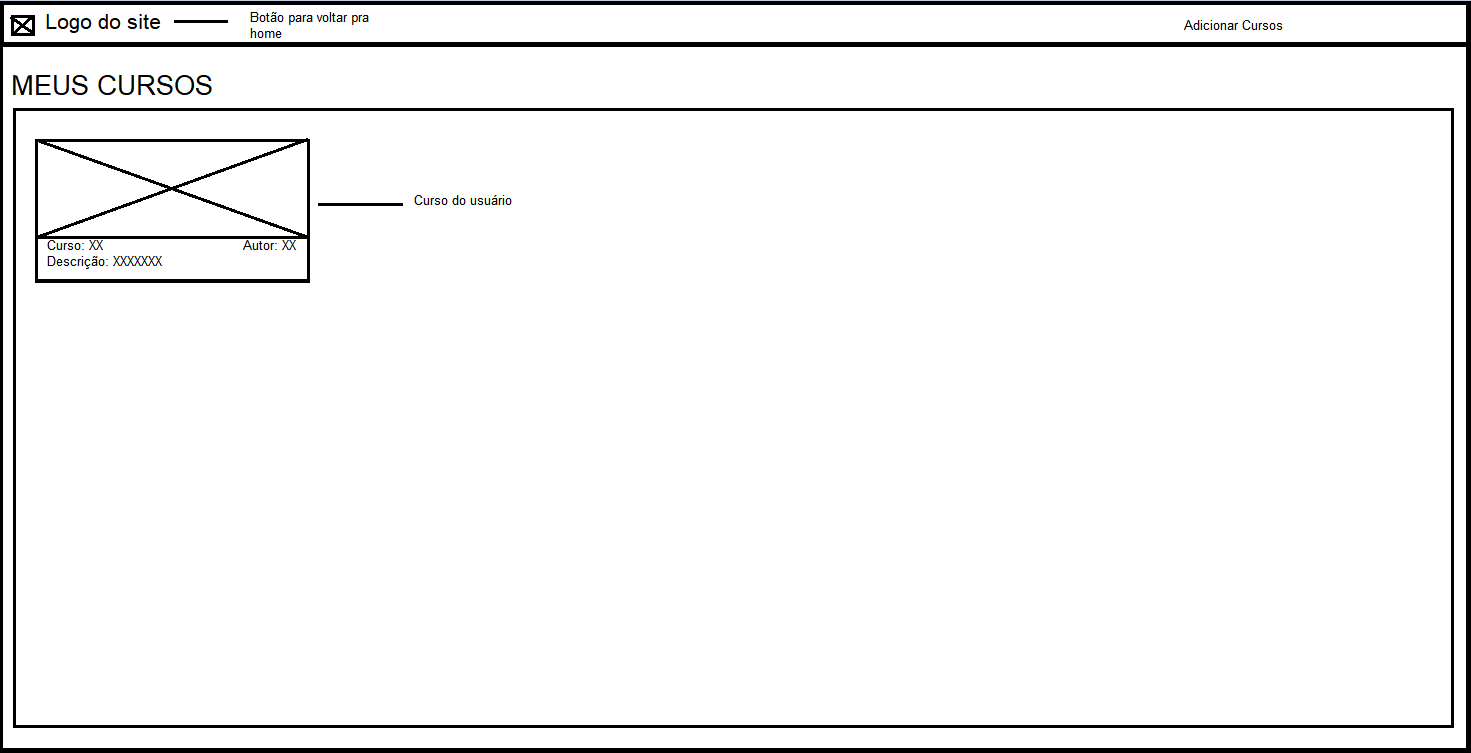 Logo do site
Botão para voltar pra
home
Adicionar Cursos
MEUS CURSOS
Curso do usuário
Curso: XX
Autor: XX
Descrição: XXXXXXX